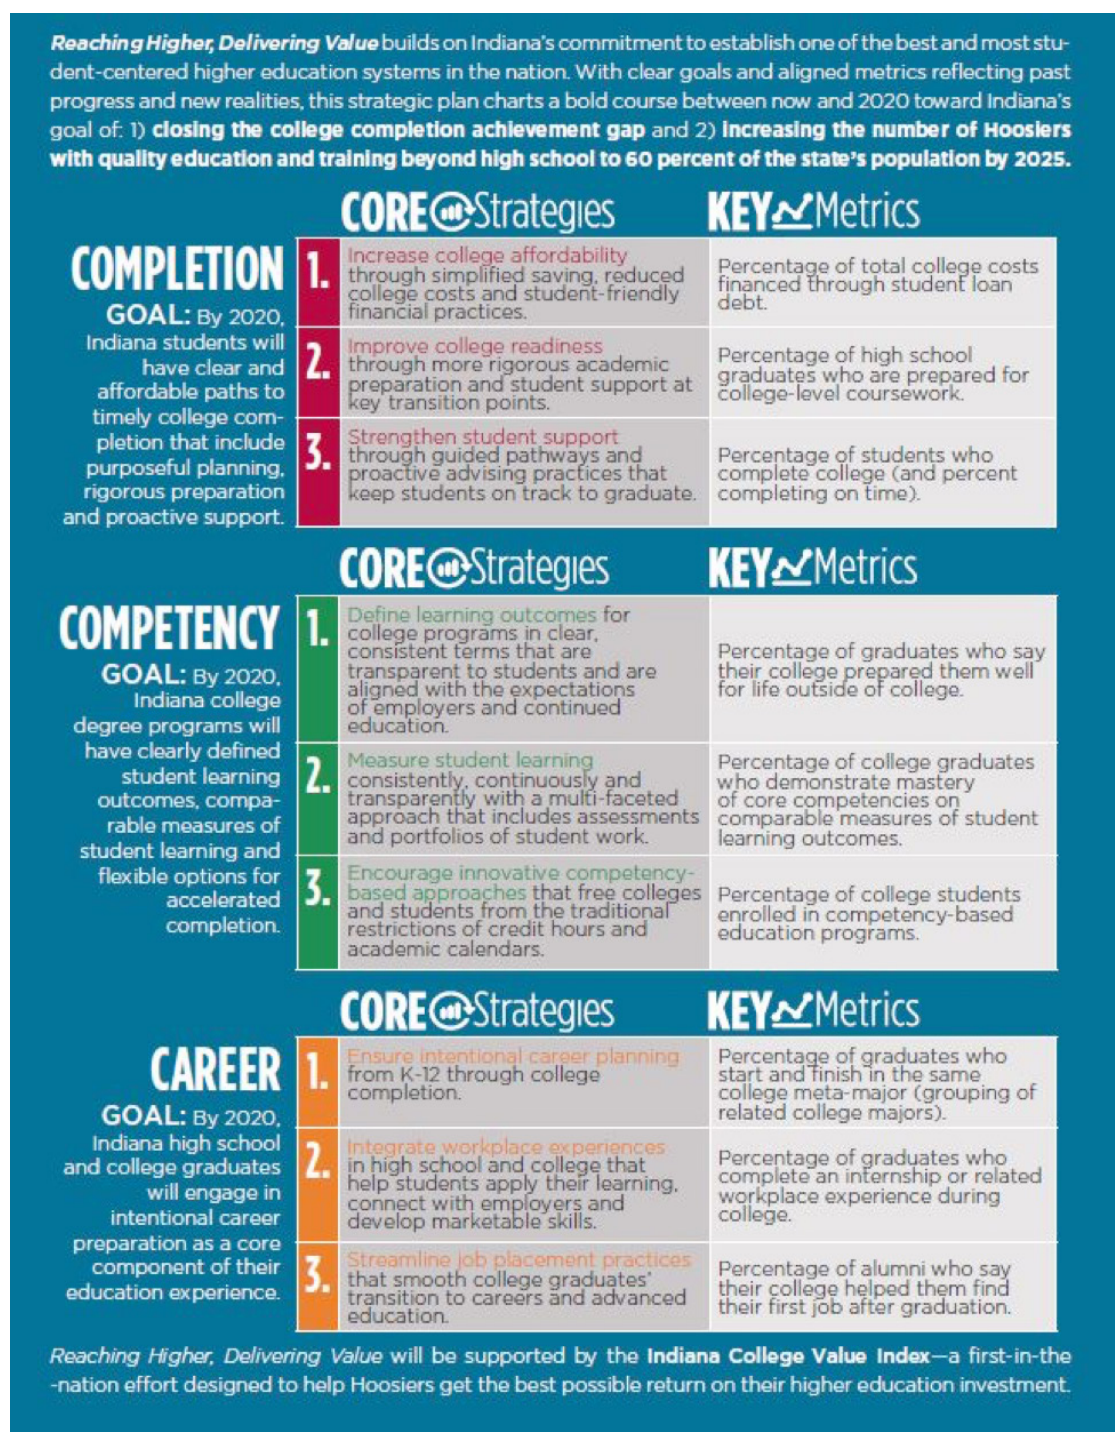 Reaching Higher, Delivering Value builds on Indiana's commitment to establish one of the best and most stu-
dent-centered higher education systems in the nation. With clear goals and aligned metrics reflecting past
progress and new realities, this strategic plan charts a bold course between now and 2020 toward Indiana's
goal of: 1) closing the college completion achievement gap and 2) increasing the number of Hoosiers
with quality education and training beyond high school to 60 percent of the state's population by 2025.
CORE Strategies
KEY Metrics
COMPLETION
GOAL: By 2020,
Indiana students will
have clear and
affordable paths to
timely college com-
pletion that include
purposeful planning,
rigorous preparation
and proactive support.
1.
Increase college affordability
through simplified saving, reduced
college costs and student-friendly
financial practices.
Percentage of total college costs
financed through student loan
debt.
2.
Improve college readiness
through more rigorous academic
preparation and student support at
key transition points.
Percentage of high school
graduates who are prepared for
college-level coursework.
3.
Strengthen student support
through guided pathways and
proactive advising practices that
keep students on track to graduate.
Percentage of students who
complete college (and percent
completing on time).
CORE Strategies
KEY Metrics
COMPETENCY
GOAL: By 2020,
Indiana college
degree programs will
have clearly defined
student learning
outcomes, compa-
rable measures of
student learning and
flexible options for
accelerated
completion.
1.
Define learning outcomes for
college programs in clear,
consistent terms that are
transparent to students and are
aligned with the expectations
of employers and continued
education.
Percentage of graduates who say
their college prepared them well
for life outside of college.
2.
Measure student learning
consistently, continuously and
transparently with a multi-faceted
approach that includes assessments
and portfolios of student work.
Percentage of college graduates
who demonstrate mastery
of core competencies on
comparable measures of student
learning outcomes.
3.
Encourage innovative competency-
based approaches that free colleges
and students from the traditional
restrictions of credit hours and
academic calendars.
Percentage of college students
enrolled in competency-based
education programs.
CORE Strategies
KEY Metrics
CAREER
GOAL: By 2020,
Indiana high school
and college graduates
will engage in
intentional career
preparation as a core
component of their
education experience.
1.
Ensure intentional career planning
from K-12 through college
completion.
Percentage of graduates who
start and finish in the same
college meta-major (grouping of
related college majors).
2.
Integrate workplace experiences
in high school and college that
help students apply their learning,
connect with employers and
develop marketable skills.
Percentage of graduates who
complete an internship or related
workplace experience during
college.
3.
Streamline job placement practices
that smooth college graduates'
transition to careers and advanced
education.
Percentage of alumni who say
their college helped them find
their first job after graduation.
Reaching Higher, Delivering Value will be supported by the Indiana College Value Index—a first-in-the
-nation effort designed to help Hoosiers get the best possible return on their higher education investment.